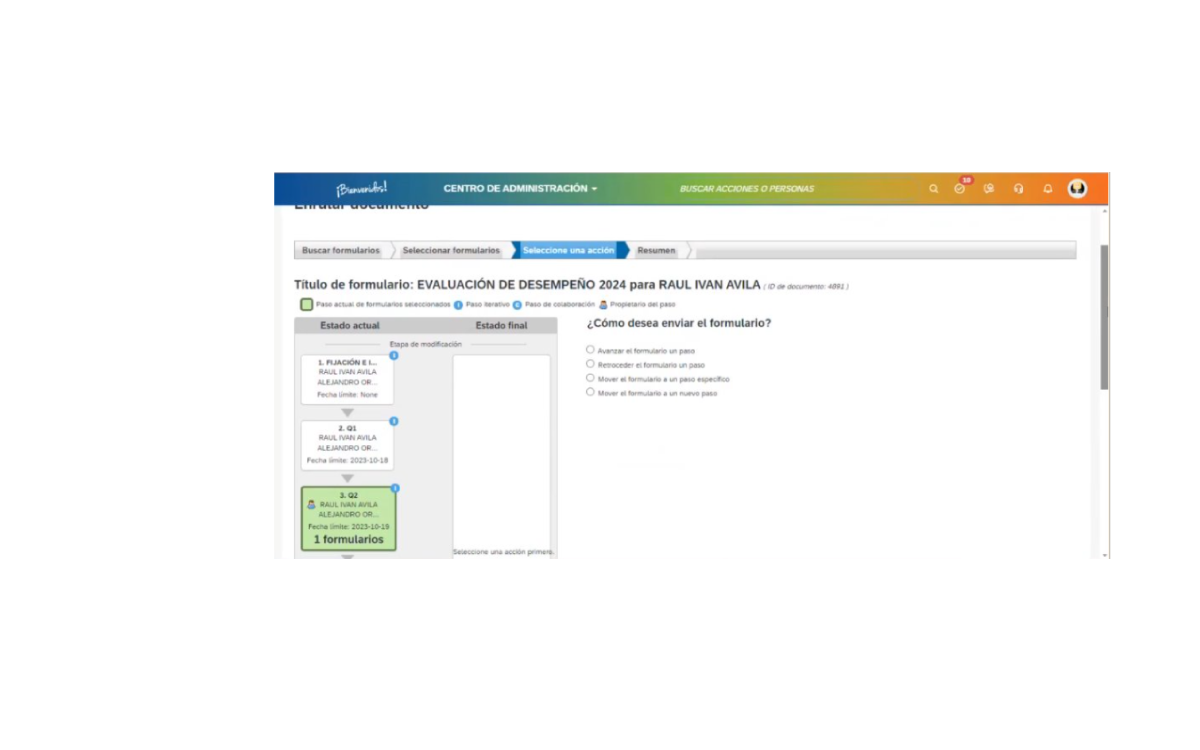 ¡Bienvenid@s!
CENTRO DE ADMINISTRACIÓN
BUSCAR ACCIONES O PERSONAS
10
Enrutar documento
Buscar formularios
Seleccionar formularios
Seleccione una acción
Resumen
Título de formulario: EVALUACIÓN DE DESEMPEÑO 2024 para RAUL IVAN AVILA ( ID de documento: 4891 )
Paso actual de formularios seleccionados
Paso iterativo
Paso de colaboración
Propietario del paso
Estado actual
Estado final
Etapa de modificación
1. FIJACIÓN E I...
RAUL IVAN AVILA
ALEJANDRO OR...
Fecha límite: None
2. Q1
RAUL IVAN AVILA
ALEJANDRO OR...
Fecha límite: 2023-10-18
3. Q2
RAUL IVAN AVILA
ALEJANDRO OR...
Fecha límite: 2023-10-19
1 formularios
Seleccione una acción primero.
¿Cómo desea enviar el formulario?
Avanzar el formulario un paso
Retroceder el formulario un paso
Mover el formulario a un paso específico
Mover el formulario a un nuevo paso